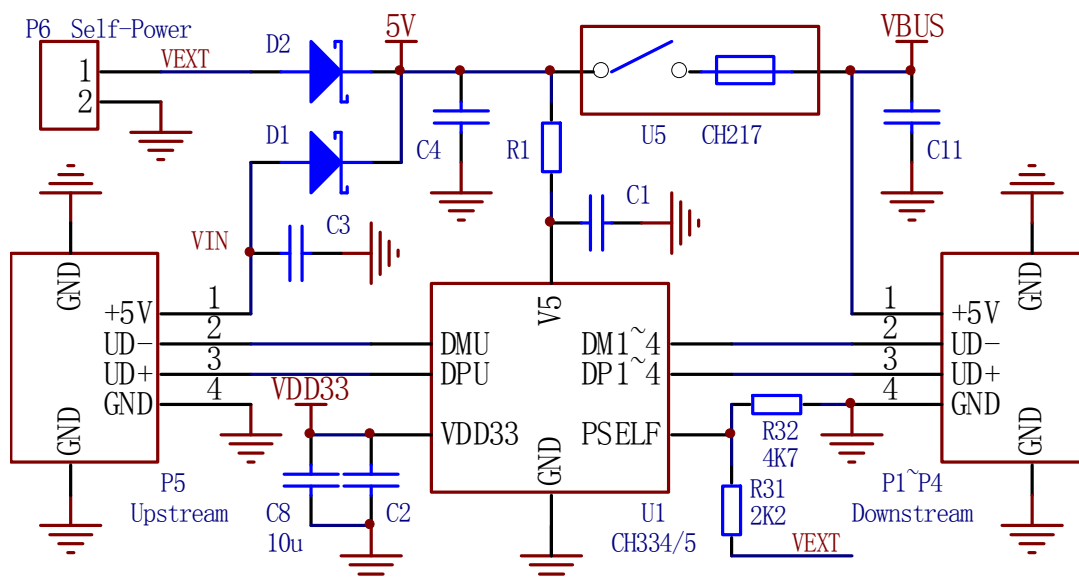 P6 Self-Power
5V
VBUS
VEXT
D2
1
2
D1
C4
R1
U5 CH217
C11
C3
C1
VIN
GND
V5
GND
+5V
1
1
+5V
UD-
2
DMU
DM1~4
2
UD-
UD+
3
DPU
DP1~4
3
UD+
GND
4
VDD33
4
GND
VDD33
PSELF
R32
4K7
GND
GND
GND
P5
Upstream
C8
10u
C2
U1
CH334/5
R31
2K2
VEXT
P1~P4
Downstream